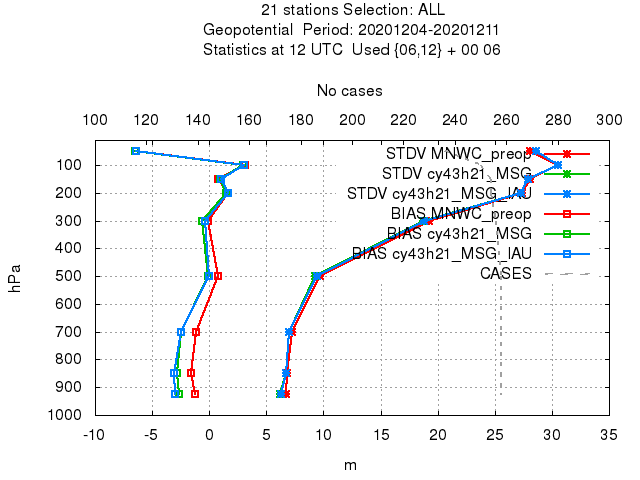 21 stations Selection: ALL
Geopotential  Period: 20201204-20201211
Statistics at 12 UTC  Used {06,12} + 00 06
No cases
100 120 140 160 180 200 220 240 260 280 300
STDV MNWC_preop
STDV cy43h21_MSG
STDV cy43h21_MSG_IAU
BIAS MNWC_preop
BIAS cy43h21_MSG
BIAS cy43h21_MSG_IAU
CASES
hPa
100
200
300
400
500
600
700
800
900
1000
-10 -5 0 5 10 15 20 25 30 35
m